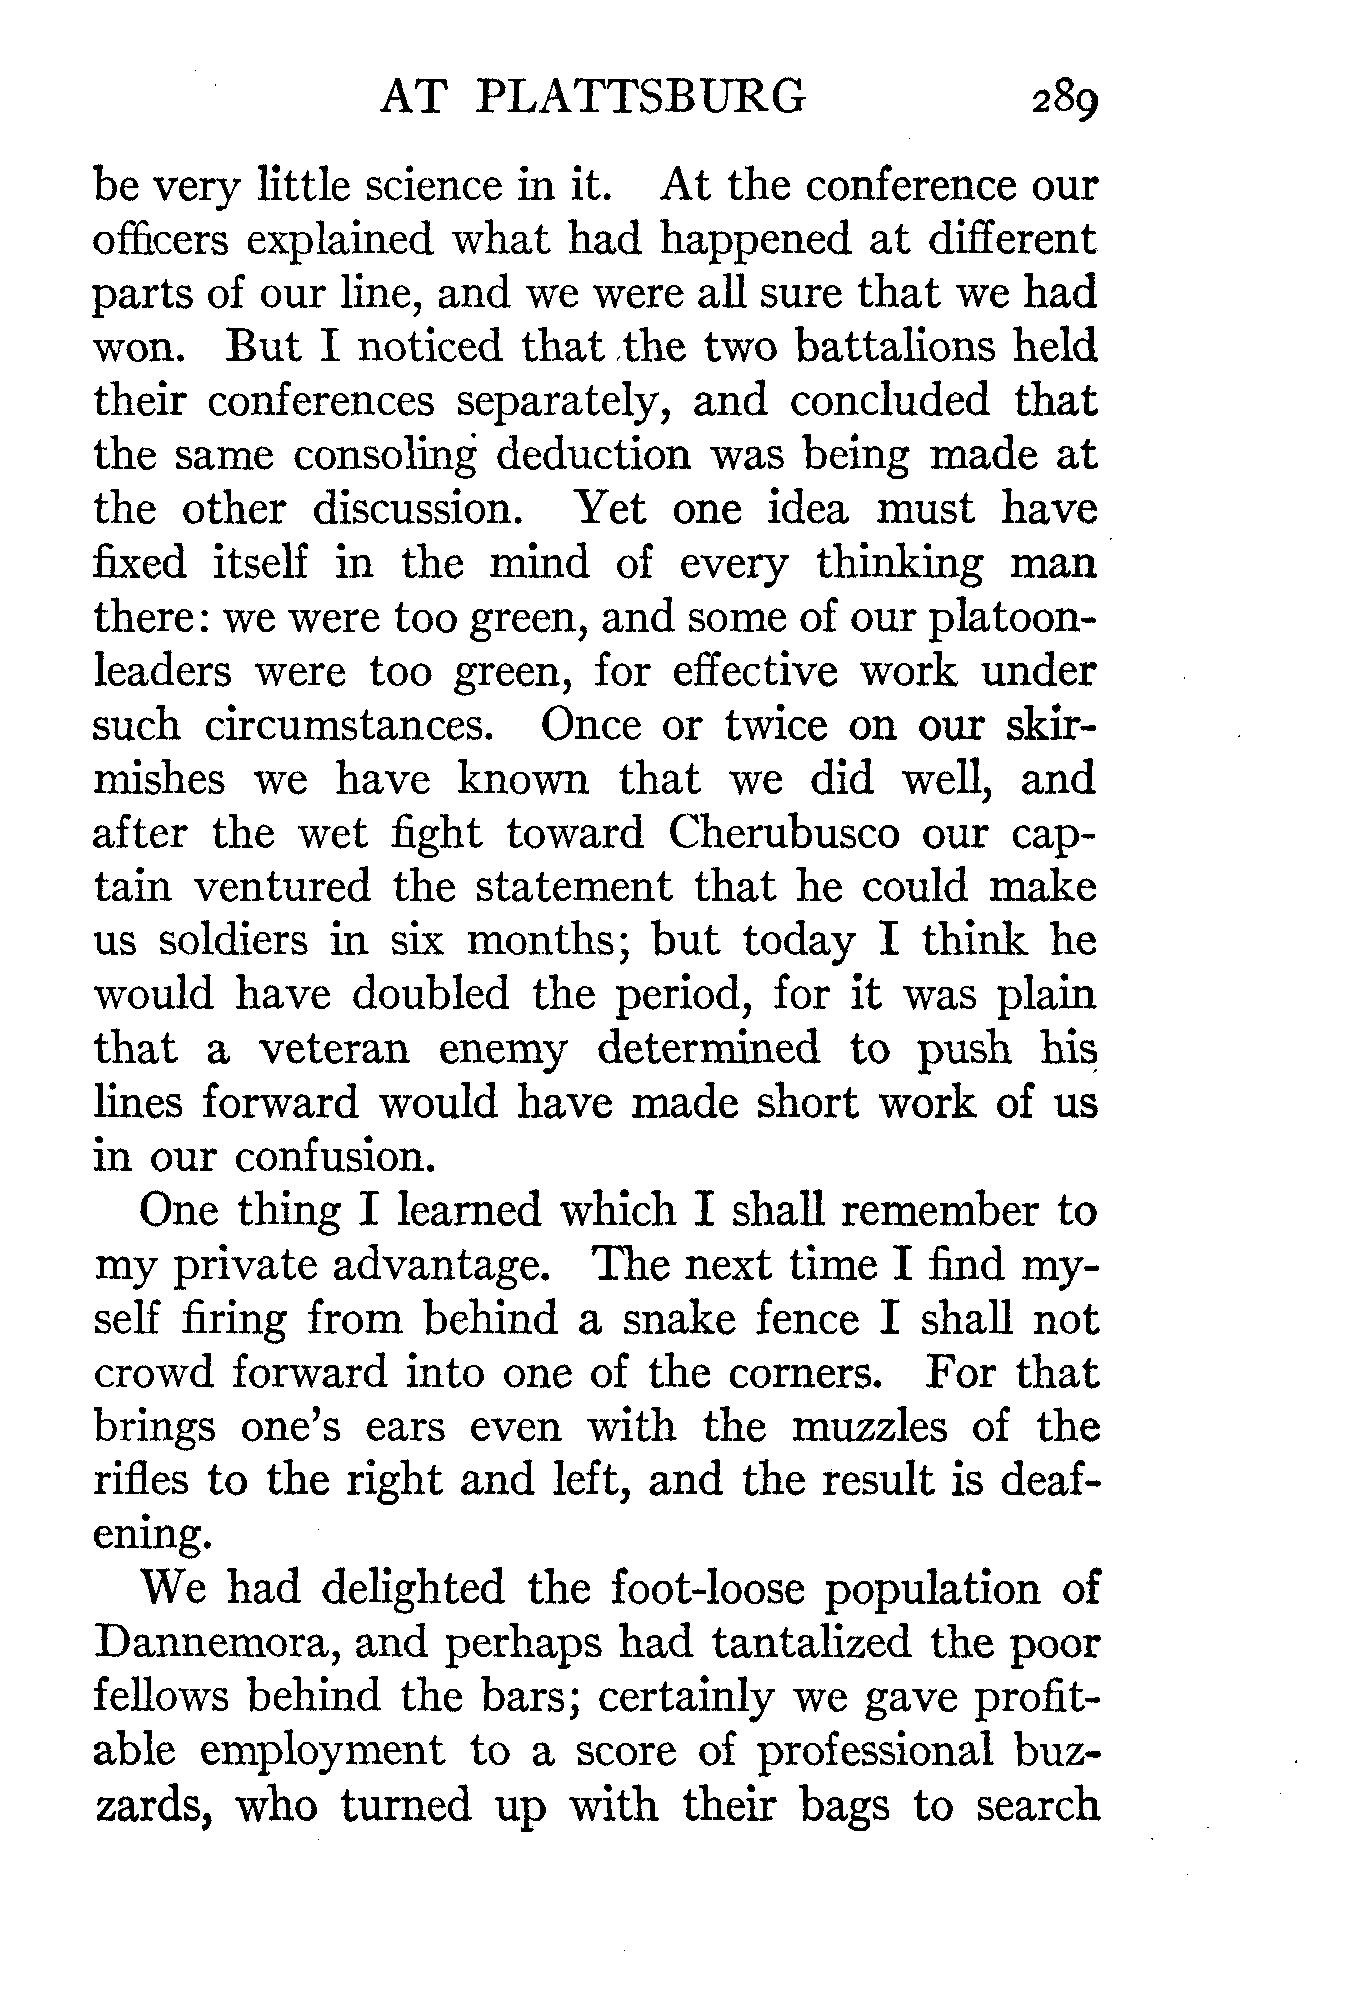 AT PLATTSBURG 289
be very little science in it. At the conference our
officers explained what had happened at different
parts of our line, and we were all sure that we had
won. But I noticed that the two battalions held
their conferences separately, and concluded that
the same consoling deduction was being made at
the other discussion. Yet one idea must have
fixed itself in the mind of every thinking man
there: we were too green, and some of our platoon-
leaders were too green, for effective work under
such circumstances. Once or twice on our skir-
mishes we have known that we did well, and
after the wet fight toward Cherubusco our cap-
tain ventured the statement that he could make
us soldiers in six months; but today I think he
would have doubled the period, for it was plain
that a veteran enemy determined to push his
lines forward would have made short work of us
in our confusion.
One thing I learned which I shall remember to
my private advantage. The next time I find my-
self firing from behind a snake fence I shall not
crowd forward into one of the corners. For that
brings one's ears even with the muzzles of the
rifles to the right and left, and the result is deaf-
ening.
We had delighted the foot-loose population of
Dannemora, and perhaps had tantalized the poor
fellows behind the bars; certainly we gave profit-
able employment to a score of professional buz-
zards, who turned up with their bags to search